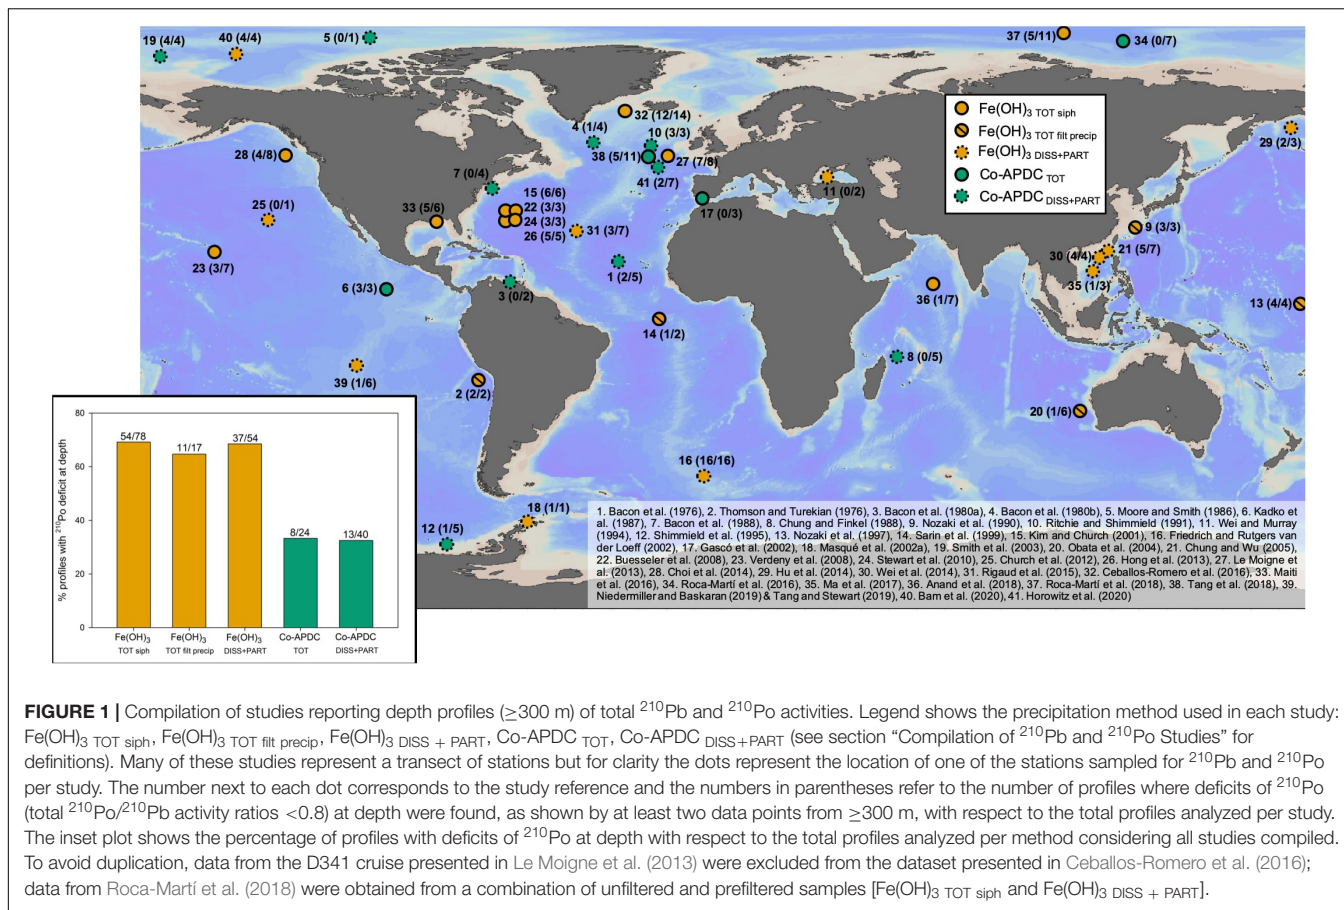 19 (4/4)
40 (4/4)
5 (0/1)
37 (5/11)
34 (0/7)
32 (12/14)
4 (1/4)
10 (3/3)
38 (5/11)
27 (7/8)
41 (2/7)
28 (4/8)
7 (0/4)
15 (6/6)
22 (3/3)
24 (3/3)
26 (5/5)
33 (5/6)
25 (0/1)
31 (3/7)
17 (0/3)
11 (0/2)
29 (2/3)
9 (3/3)
30 (4/4)
21 (5/7)
35 (1/3)
23 (3/7)
6 (3/3)
3 (0/2)
1 (2/5)
36 (1/7)
13 (4/4)
14 (1/2)
8 (0/5)
39 (1/6)
2 (2/2)
20 (1/6)
16 (16/16)
18 (1/1)
12 (1/5)
Fe(OH)3 TOT siph
Fe(OH)3 TOT filt precip
Fe(OH)3 DISS+PART
Co-APDC TOT
Co-APDC DISS+PART
% profiles with 210Po deficit at depth
80
60
40
20
0
54/78
11/17
37/54
8/24
13/40
Fe(OH)3 TOT siph
Fe(OH)3 TOT filt precip
Fe(OH)3 DISS+PART
Co-APDC TOT
Co-APDC DISS+PART
1. Bacon et al. (1976), 2. Thomson and Turekian (1976), 3. Bacon et al. (1980a), 4. Bacon et al. (1980b), 5. Moore and Smith (1986), 6. Kadko
et al. (1987), 7. Bacon et al. (1988), 8. Chung and Finkel (1988), 9. Nozaki et al. (1990), 10. Ritchie and Shimmield (1991), 11. Wei and Murray
(1994), 12. Shimmield et al. (1995), 13. Nozaki et al. (1997), 14. Sarin et al. (1999), 15. Kim and Church (2001), 16. Friedrich and Rutgers van
der Loeff (2002), 17. Gascó et al. (2002), 18. Masqué et al. (2002a), 19. Smith et al. (2003), 20. Obata et al. (2004), 21. Chung and Wu (2005),
22. Buesseler et al. (2008), 23. Verdeny et al. (2008), 24. Stewart et al. (2010), 25. Church et al. (2012), 26. Hong et al. (2013), 27. Le Moigne et
al. (2013), 28. Choi et al. (2014), 29. Hu et al. (2014), 30. Wei et al. (2014), 31. Rigaud et al. (2015), 32. Ceballos-Romero et al. (2016), 33. Maiti
et al. (2016), 34. Roca-Martí et al. (2016), 35. Ma et al. (2017), 36. Anand et al. (2018), 37. Roca-Martí et al. (2018), 38. Tang et al. (2018), 39.
Niedermiller and Baskaran (2019) & Tang and Stewart (2019), 40. Bam et al. (2020), 41. Horowitz et al. (2020)
FIGURE 1 | Compilation of studies reporting depth profiles (≥300 m) of total 210Pb and 210Po activities. Legend shows the precipitation method used in each study:
Fe(OH)3 TOT siph, Fe(OH)3 TOT filt precip, Fe(OH)3 DISS + PART, Co-APDC TOT, Co-APDC DISS+PART (see section “Compilation of 210Pb and 210Po Studies” for
definitions). Many of these studies represent a transect of stations but for clarity the dots represent the location of one of the stations sampled for 210Pb and 210Po
per study. The number next to each dot corresponds to the study reference and the numbers in parentheses refer to the number of profiles where deficits of 210Po
(total 210Po/210Pb activity ratios <0.8) at depth were found, as shown by at least two data points from ≥300 m, with respect to the total profiles analyzed per study.
The inset plot shows the percentage of profiles with deficits of 210Po at depth with respect to the total profiles analyzed per method considering all studies compiled.
To avoid duplication, data from the D341 cruise presented in Le Moigne et al. (2013) were excluded from the dataset presented in Ceballos-Romero et al. (2016);
data from Roca-Martí et al. (2018) were obtained from a combination of unfiltered and prefiltered samples [Fe(OH)3 TOT siph and Fe(OH)3 DISS + PART].